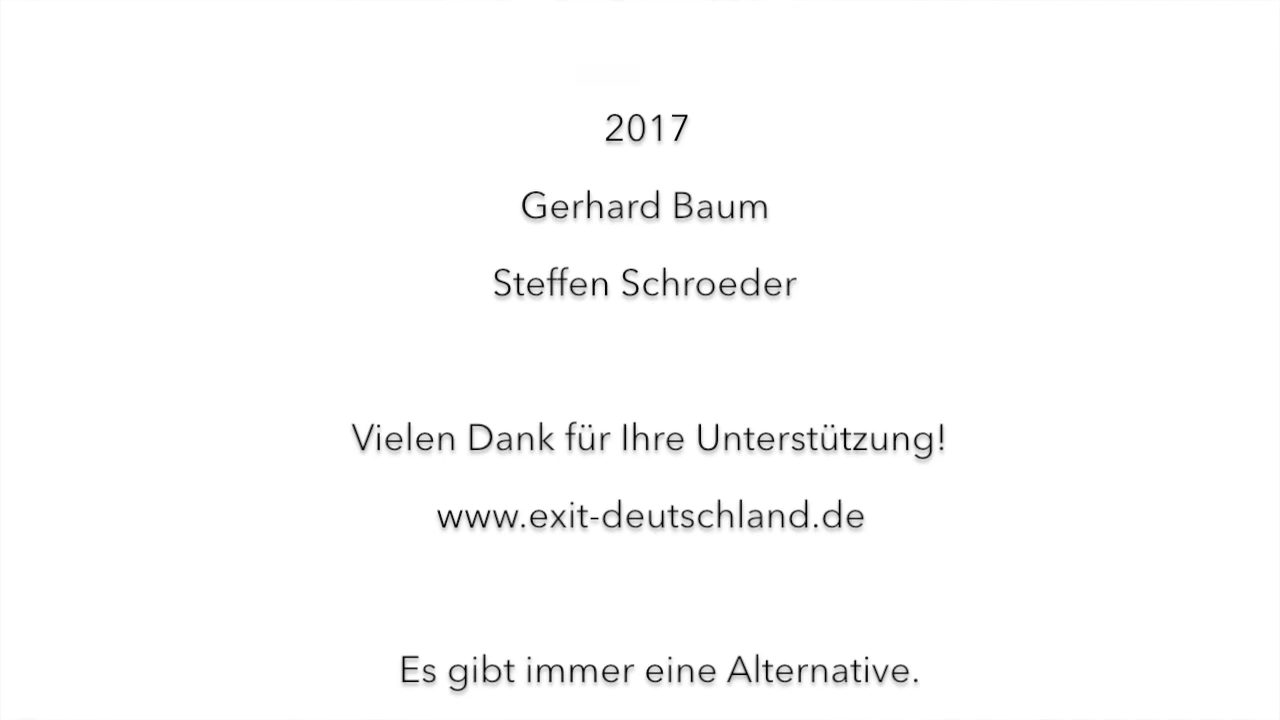 2017
Gerhard Baum
Steffen Schroeder
Vielen Dank für Ihre Unterstützung!
www.exit-deutschland.de
Es gibt immer eine Alternative.